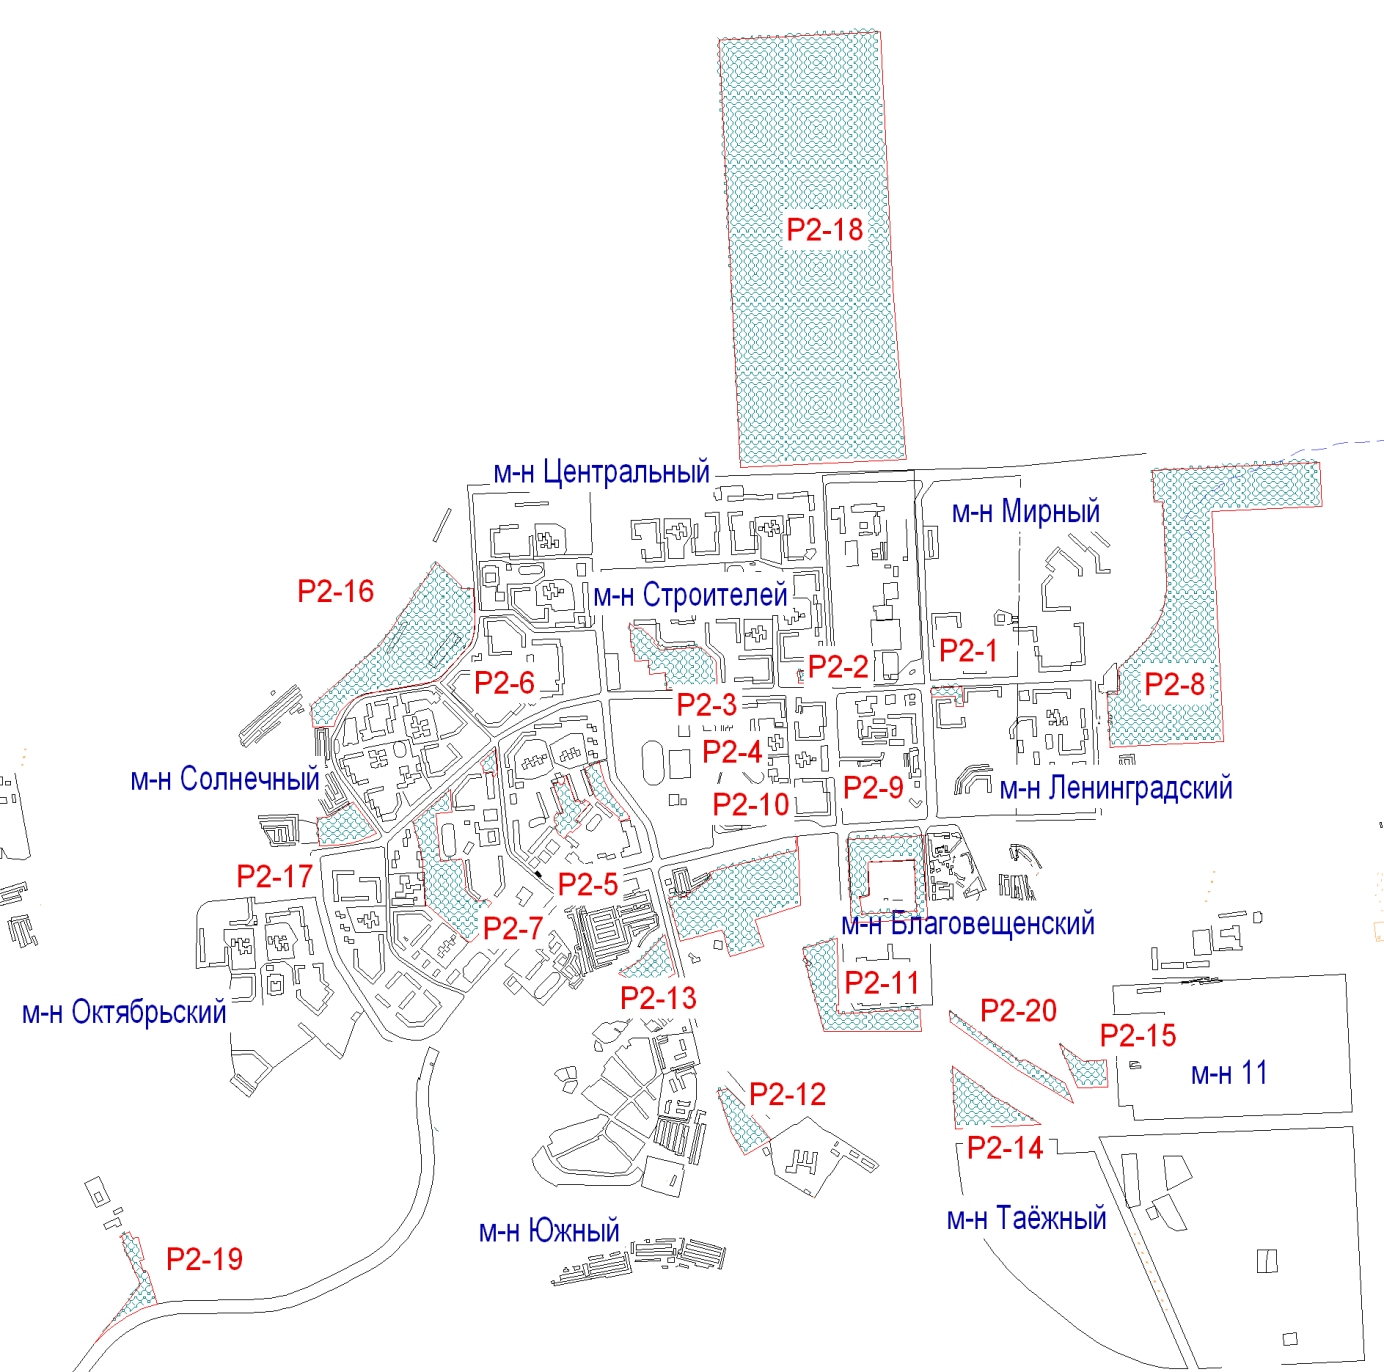 Р2-18
м-н Центральный
м-н Мирный
Р2-16
м-н Строителей
Р2-1
Р2-2
Р2-6
Р2-8
Р2-3
Р2-4
м-н Солнечный
Р2-9
м-н Ленинградский
Р2-10
Р2-17
Р2-5
м-н Благовещенский
Р2-7
Р2-11
Р2-13
м-н Октябрьский
Р2-20
Р2-15
м-н 11
Р2-12
Р2-14
м-н Таёжный
м-н Южный
Р2-19